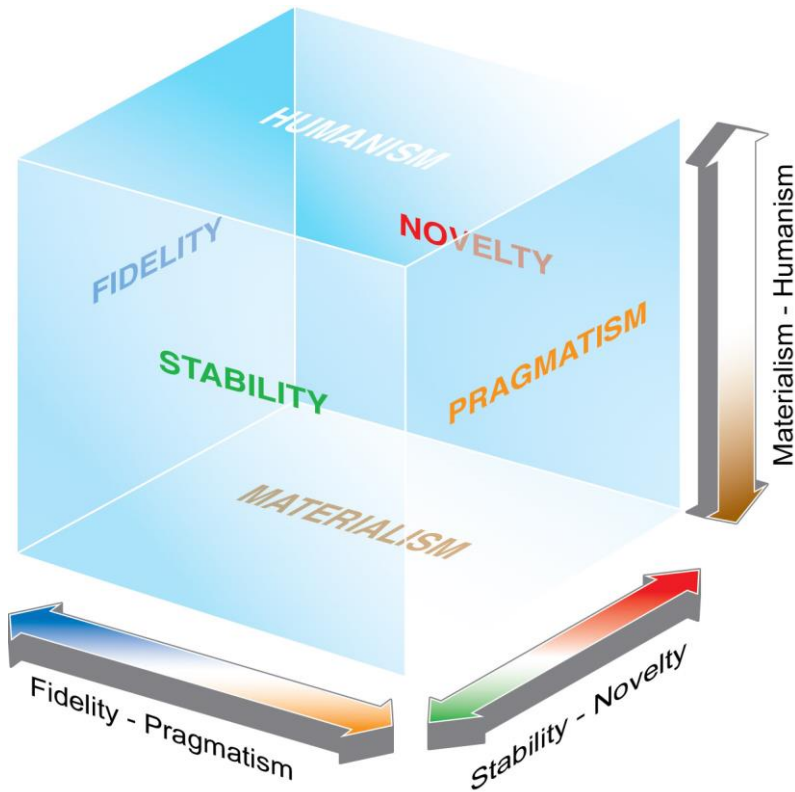 HUMANISM
NOVELTY
FIDELITY
PRAGMATISM
STABILITY
MATERIALISM
Materialism - Humanism
Fidelity - Pragmatism
Stability - Novelty